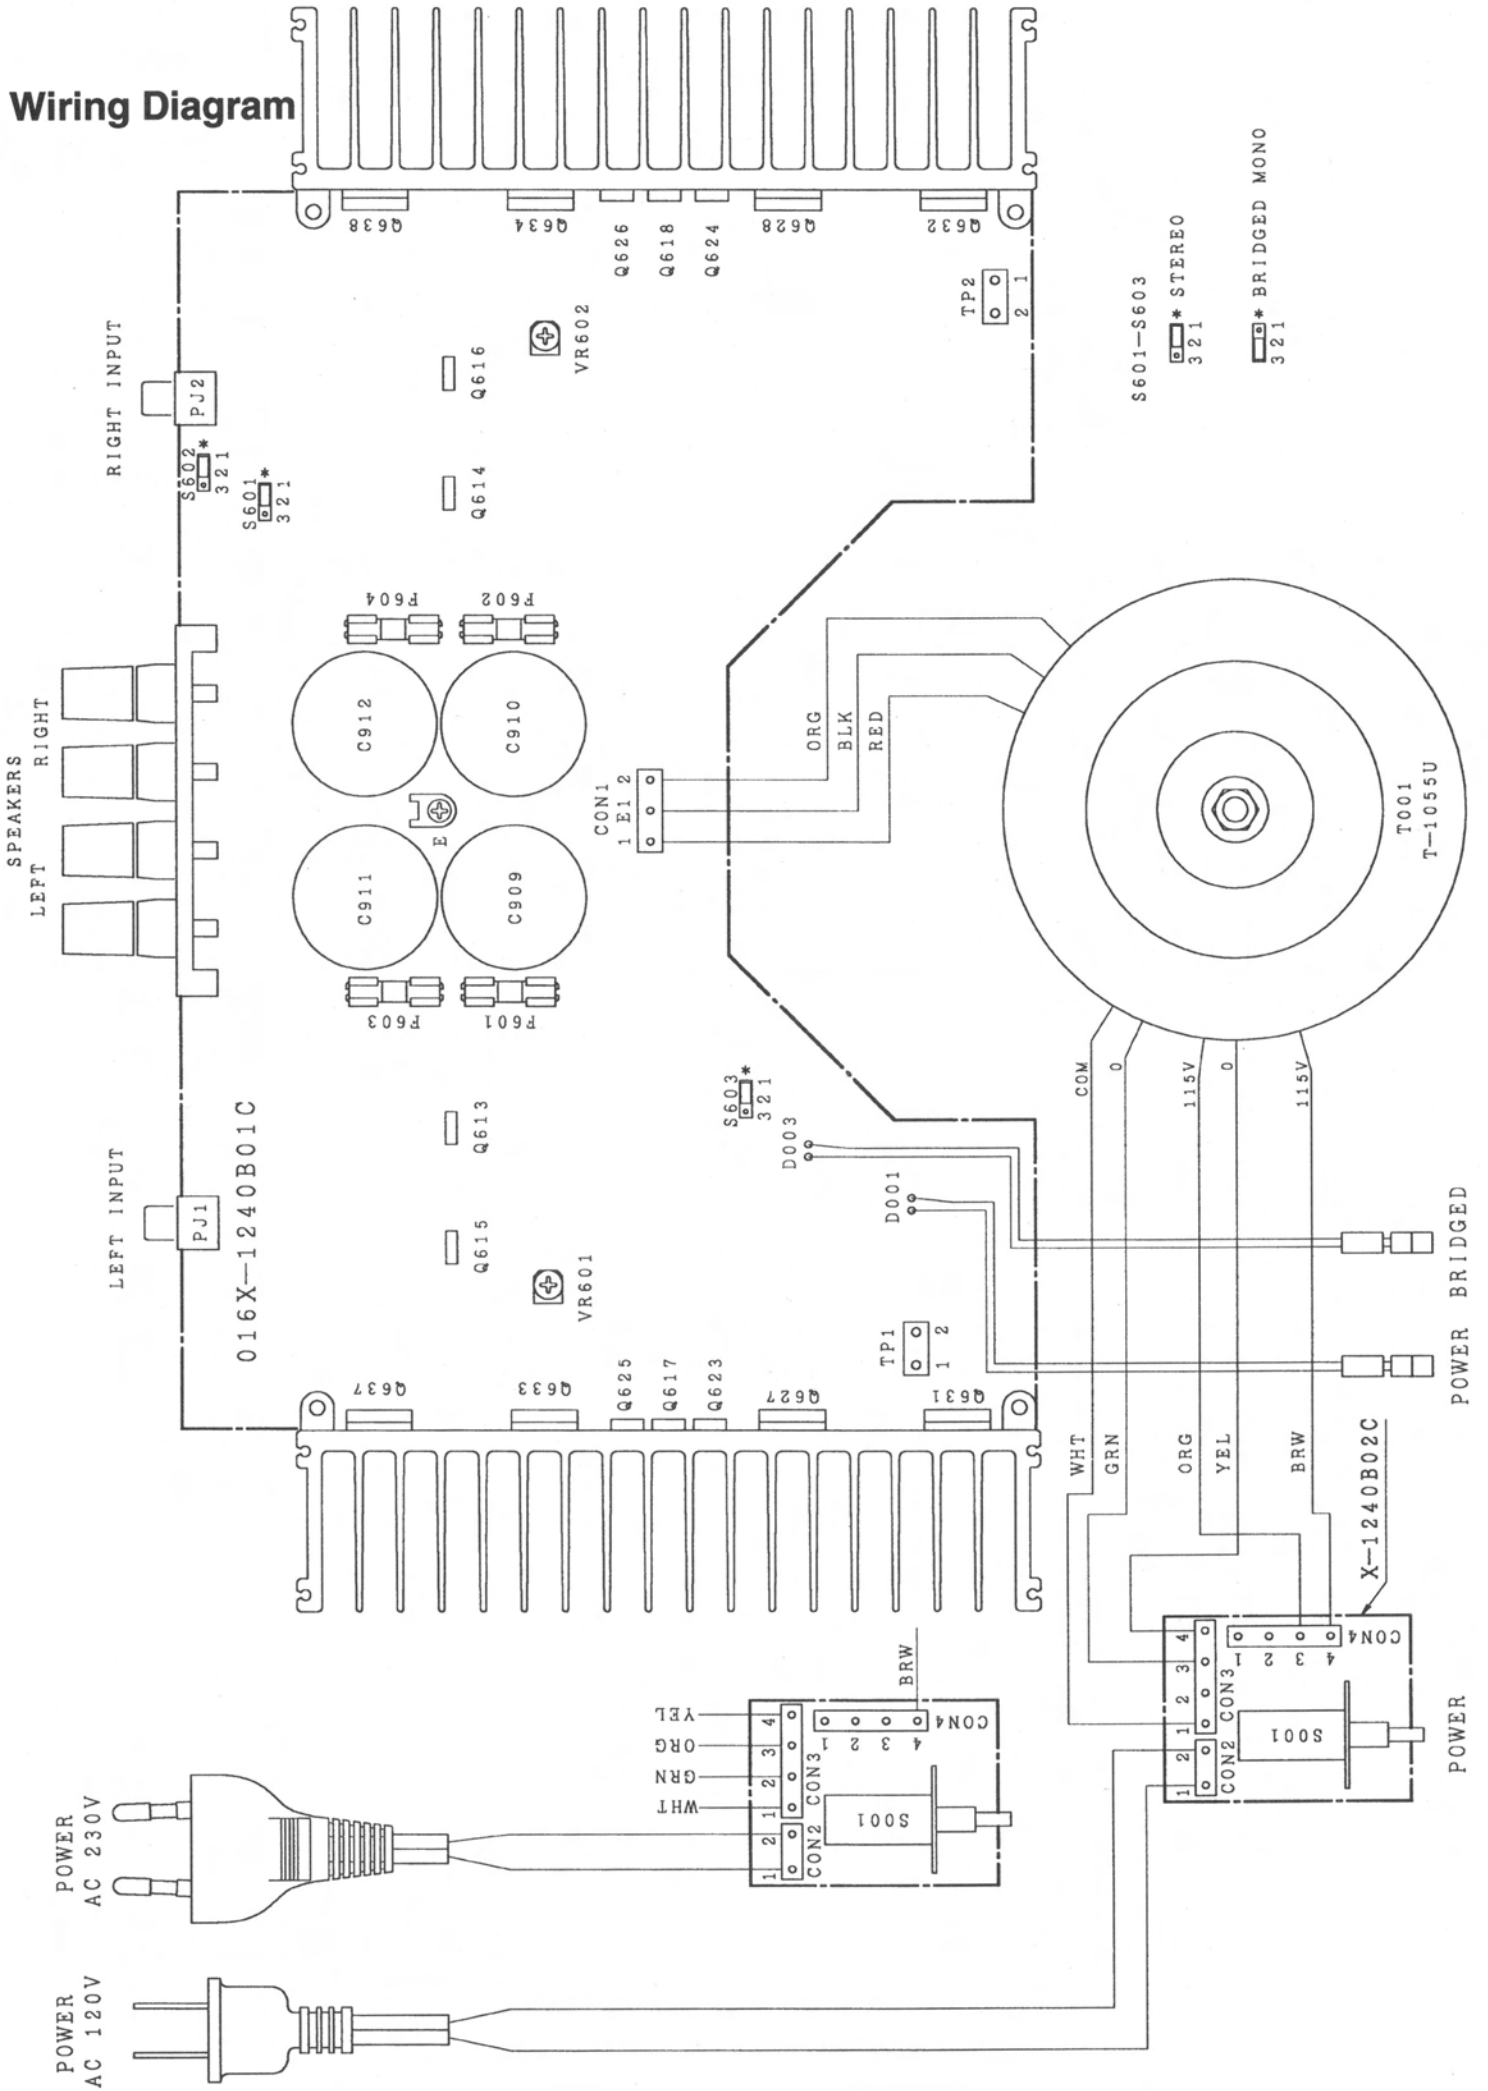 Wiring Diagram
Q638
Q634
Q626
Q618
Q624
Q628
Q632
TP2
2 1
VR602
Q616
Q614
RIGHT INPUT
PJ2
S602
*
3 2 1
S601
*
3 2 1
S601—S603
* STEREO
3 2 1
* BRIDGED MONO
3 2 1
SPEAKERS
LEFT RIGHT
F604
F602
C912
C910
E
C911
C909
F603
F601
CON1
1 E1 2
ORG
BLK
RED
T001
T—1055U
LEFT INPUT
PJ1
016X—1240B01C
Q613
Q615
VR601
S603
*
3 2 1
D003
D001
TP1
1 2
Q637
Q633
Q625
Q617
Q623
Q627
Q631
COM
0
115V
0
115V
WHT
GRN
ORG
YEL
BRW
POWER BRIDGED
X—1240B02C
POWER
AC 230V
YEL
ORG
GRN
WHT
BRW
1 2
CON2
1 2 3 4
CON3
1 2 3 4
CON4
S001
POWER
AC 120V
1 2
CON2
1 2 3 4
CON3
1 2 3 4
CON4
S001
POWER